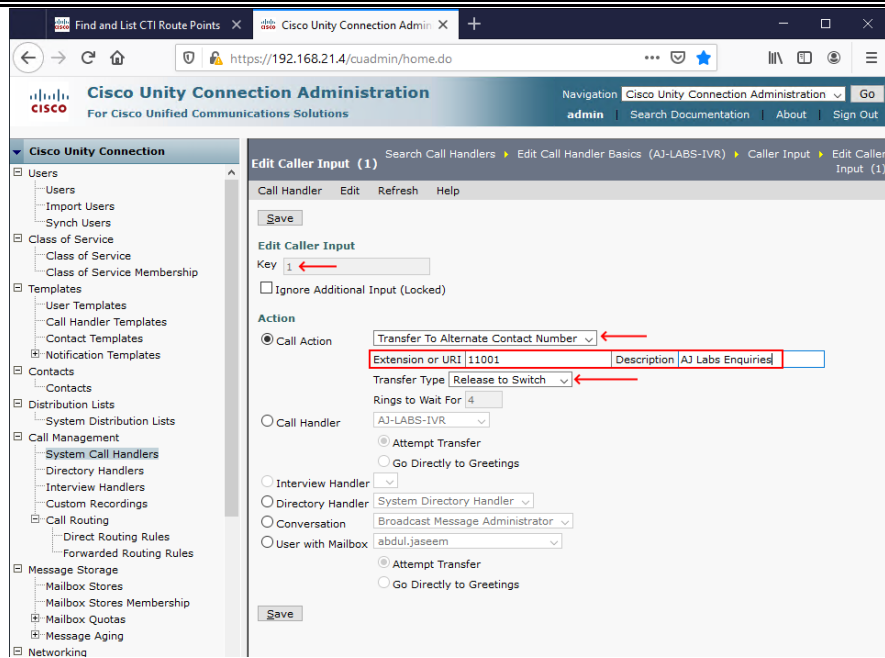 Find and List CTI Route Points
Cisco Unity Connection Admin
https://192.168.21.4/cuadmin/home.do
CISCO
Cisco Unity Connection Administration
For Cisco Unified Communications Solutions
Navigation Cisco Unity Connection Administration Go
admin | Search Documentation | About | Sign Out
Cisco Unity Connection
Users
Users
Import Users
Synch Users
Class of Service
Class of Service
Class of Service Membership
Templates
User Templates
Call Handler Templates
Contact Templates
Notification Templates
Contacts
Contacts
Distribution Lists
System Distribution Lists
Call Management
System Call Handlers
Directory Handlers
Interview Handlers
Custom Recordings
Call Routing
Direct Routing Rules
Forwarded Routing Rules
Message Storage
Mailbox Stores
Mailbox Stores Membership
Mailbox Quotas
Message Aging
Networking
Edit Caller Input (1)
Search Call Handlers Edit Call Handler Basics (AJ-LABS-IVR) Caller Input Edit Caller
Input (1)
Call Handler Edit Refresh Help
Save
Edit Caller Input
Key 1
Ignore Additional Input (Locked)
Action
Call Action Transfer To Alternate Contact Number
Extension or URI 11001 Description AJ Labs Enquiries
Transfer Type Release to Switch
Rings to Wait For 4
Call Handler AJ-LABS-IVR
Attempt Transfer
Go Directly to Greetings
Interview Handler
Directory Handler System Directory Handler
Conversation Broadcast Message Administrator
User with Mailbox abdul.jaseem
Attempt Transfer
Go Directly to Greetings
Save